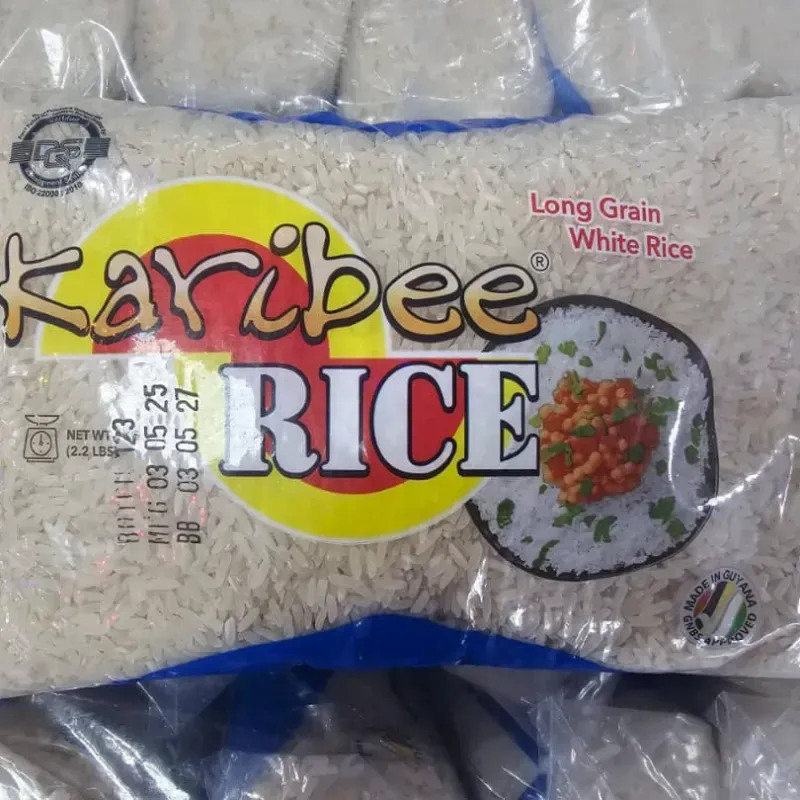 ISO 22000 : 2018
Karibee®
RICE
Long Grain
White Rice
NET WT
(2.2 LBS)
123
MFG 03 05 25
BB 03 05 27
MADE IN GUYANA
GNBS APPROVED